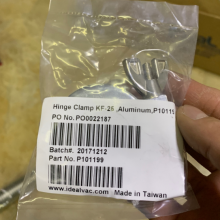 Hinge Clamp KF-25 ,Aluminum,P101199
PO No. PO0022187
Batch#. 20171212
Part No. P101199
www.idealvac.com Made in Taiwan